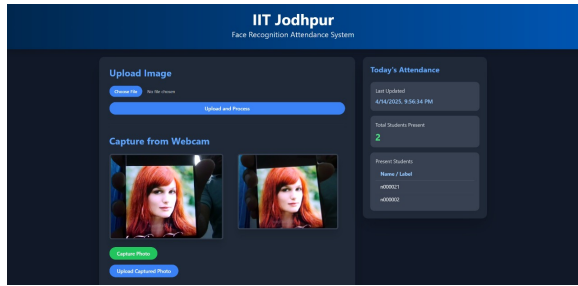 IIT Jodhpur
Face Recognition Attendance System
Upload Image
Choose File No file chosen
Upload and Process
Capture from Webcam
Capture Photo
Upload Captured Photo
Today's Attendance
Last Updated
4/14/2025, 9:56:34 PM
Total Students Present
2
Present Students
Name / Label
n000021
n000002